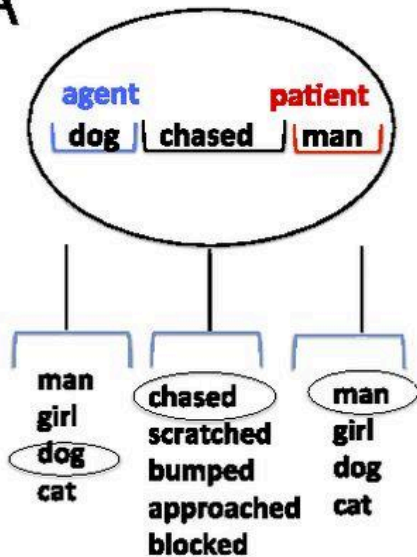 A
agent patient
dog chased man
man chased man
girl scratched girl
dog bumped dog
cat approached cat
blocked